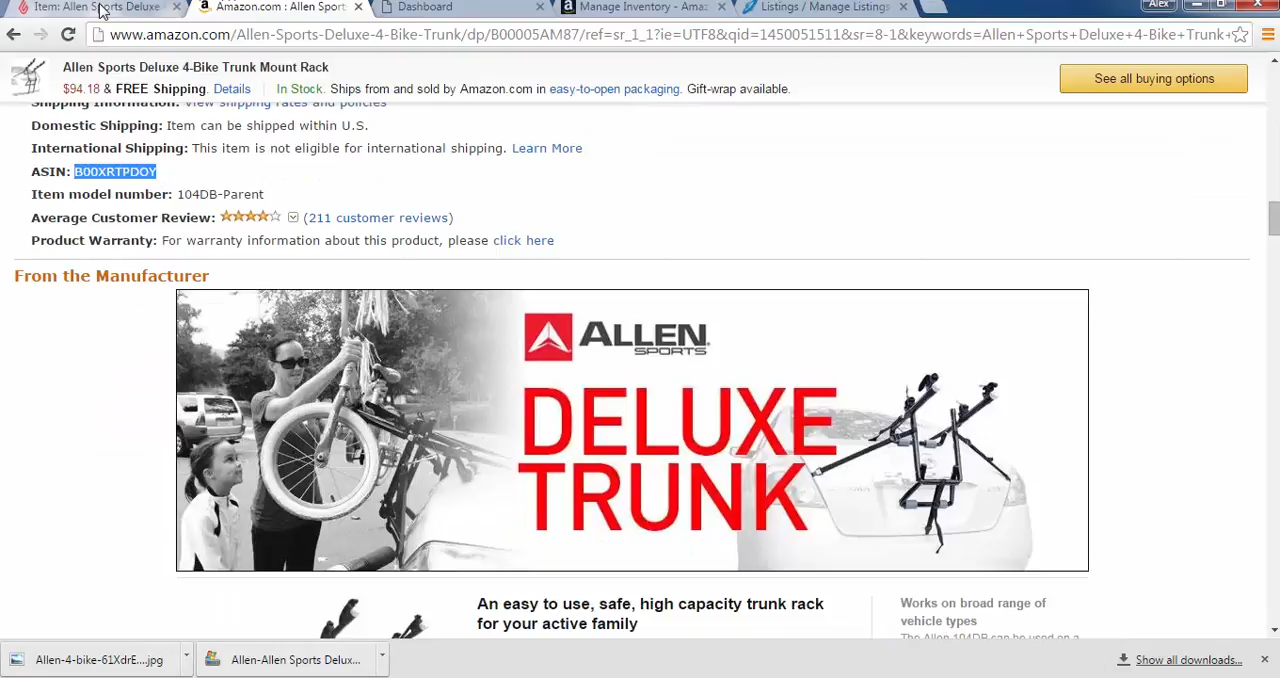 Item: Allen Sports Deluxe
Amazon.com : Allen Sport
Dashboard
Manage Inventory - Amaz
Listings / Manage Listings
Alex
www.amazon.com/Allen-Sports-Deluxe-4-Bike-Trunk/dp/B00005AM87/ref=sr_1_1?ie=UTF8&qid=1450051511&sr=8-1&keywords=Allen+Sports+Deluxe+4-Bike+Trunk+
Allen Sports Deluxe 4-Bike Trunk Mount Rack
$94.18 & FREE Shipping. Details
In Stock. Ships from and sold by Amazon.com in easy-to-open packaging. Gift-wrap available.
See all buying options
Shipping Information: View shipping rates and policies
Domestic Shipping: Item can be shipped within U.S.
International Shipping: This item is not eligible for international shipping. Learn More
ASIN: B00XRTPDOY
Item model number: 104DB-Parent
Average Customer Review: (211 customer reviews)
Product Warranty: For warranty information about this product, please click here
From the Manufacturer
ALLEN
SPORTS
DELUXE
TRUNK
An easy to use, safe, high capacity trunk rack
for your active family
Works on broad range of
vehicle types
The Allen 104DB can be used on a
Allen-4-bike-61XdrE....jpg
Allen-Allen Sports Delux...
Show all downloads...